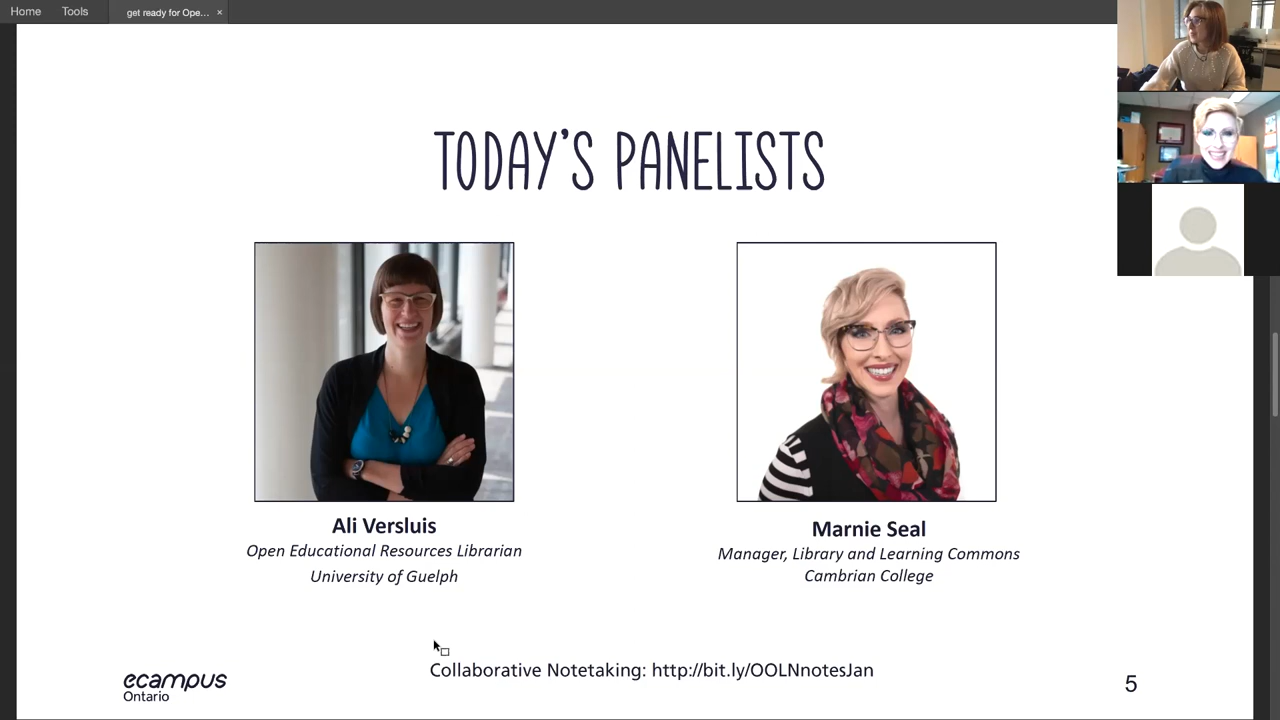 Home Tools get ready for Ope... ×
TODAY'S PANELISTS
Ali Versluis
Open Educational Resources Librarian
University of Guelph
Marnie Seal
Manager, Library and Learning Commons
Cambrian College
Collaborative Notetaking: http://bit.ly/OOLNnotesJan
ecampus
Ontario
5